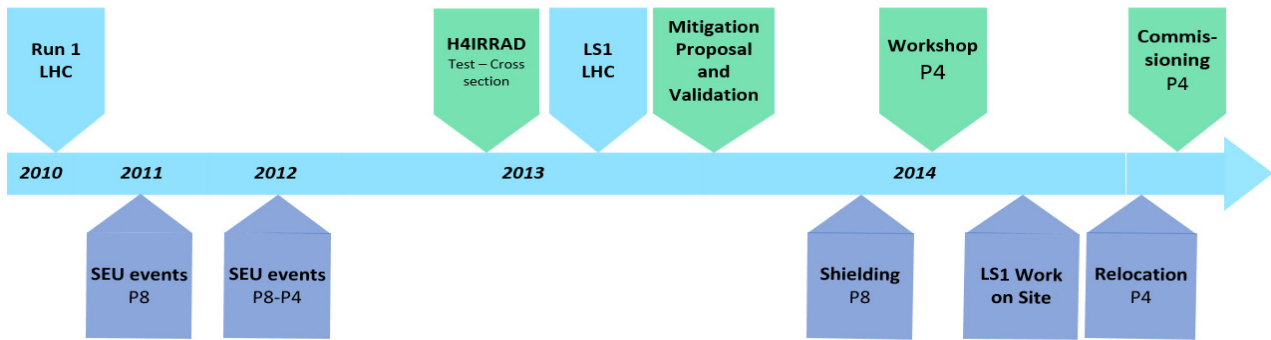 Run 1
LHC
H4IRRAD
Test – Cross
section
LS1
LHC
Mitigation
Proposal
and
Validation
Workshop
P4
Commis-
sioning
P4
2010
2011
2012
2013
2014
SEU events
P8
SEU events
P8-P4
Shielding
P8
LS1 Work
on Site
Relocation
P4